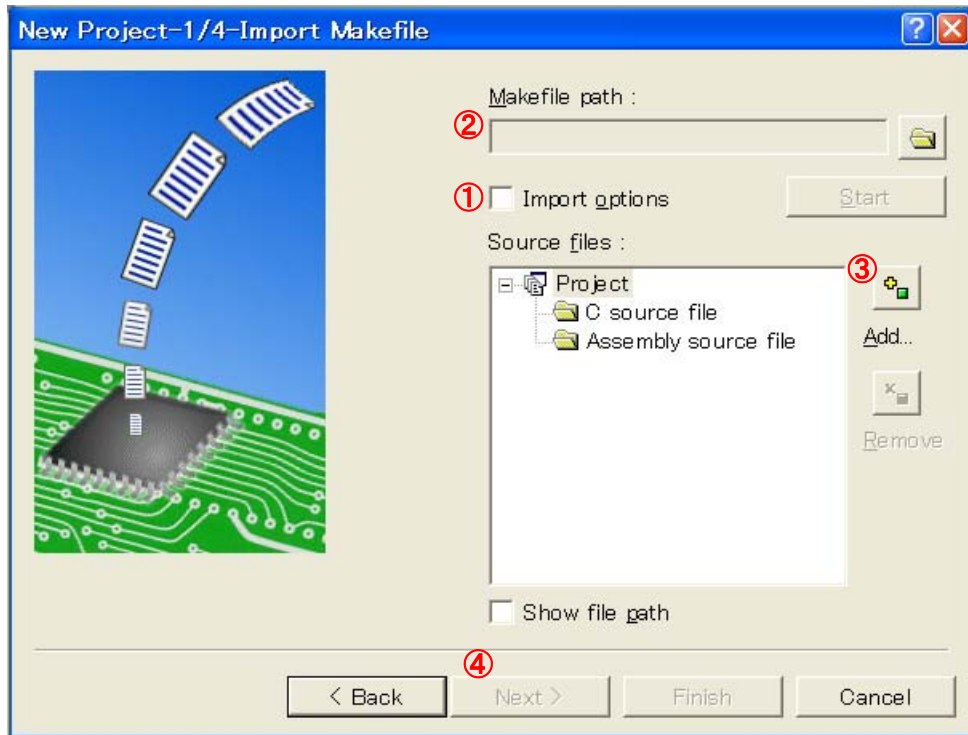 New Project-1/4-Import Makefile
Makefile path :
②
① Import options
Start
Source files :
③
Project
C source file
Assembly source file
Add...
Remove
Show file path
④
< Back
Next >
Finish
Cancel